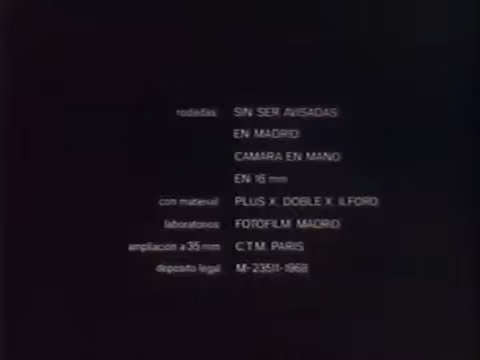 rodadas SIN SER AVISADAS
EN MADRID
CAMARA EN MANO
EN 16 mm
con material PLUS X. DOBLE X. ILFORD
laboratorios FOTOFILM MADRID
ampliacion a 35 mm C.T.M. PARIS
deposito legal M-23511-1968